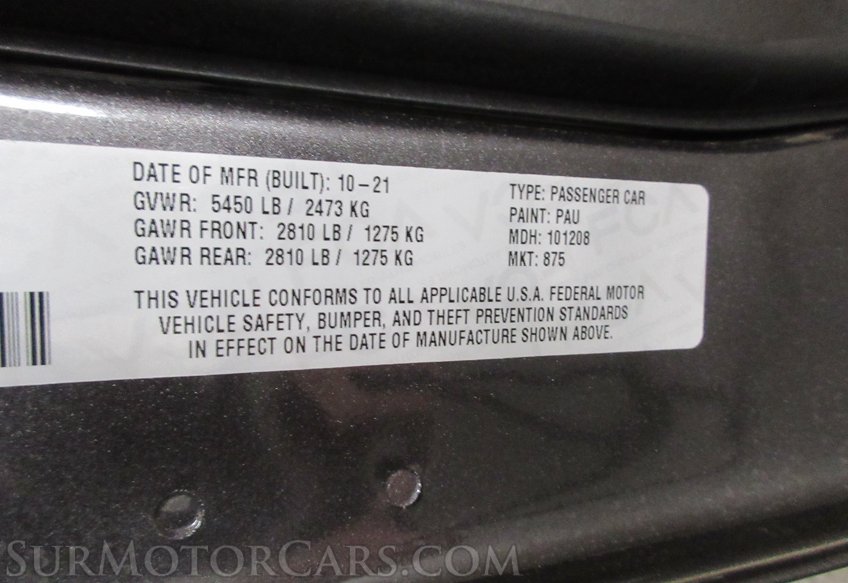 DATE OF MFR (BUILT): 10-21
GVWR: 5450 LB / 2473 KG
GAWR FRONT: 2810 LB / 1275 KG
GAWR REAR: 2810 LB / 1275 KG
TYPE: PASSENGER CAR
PAINT: PAU
MDH: 101208
MKT: 875
THIS VEHICLE CONFORMS TO ALL APPLICABLE U.S.A. FEDERAL MOTOR
VEHICLE SAFETY, BUMPER, AND THEFT PREVENTION STANDARDS
IN EFFECT ON THE DATE OF MANUFACTURE SHOWN ABOVE.
SURMOTORCARS.COM